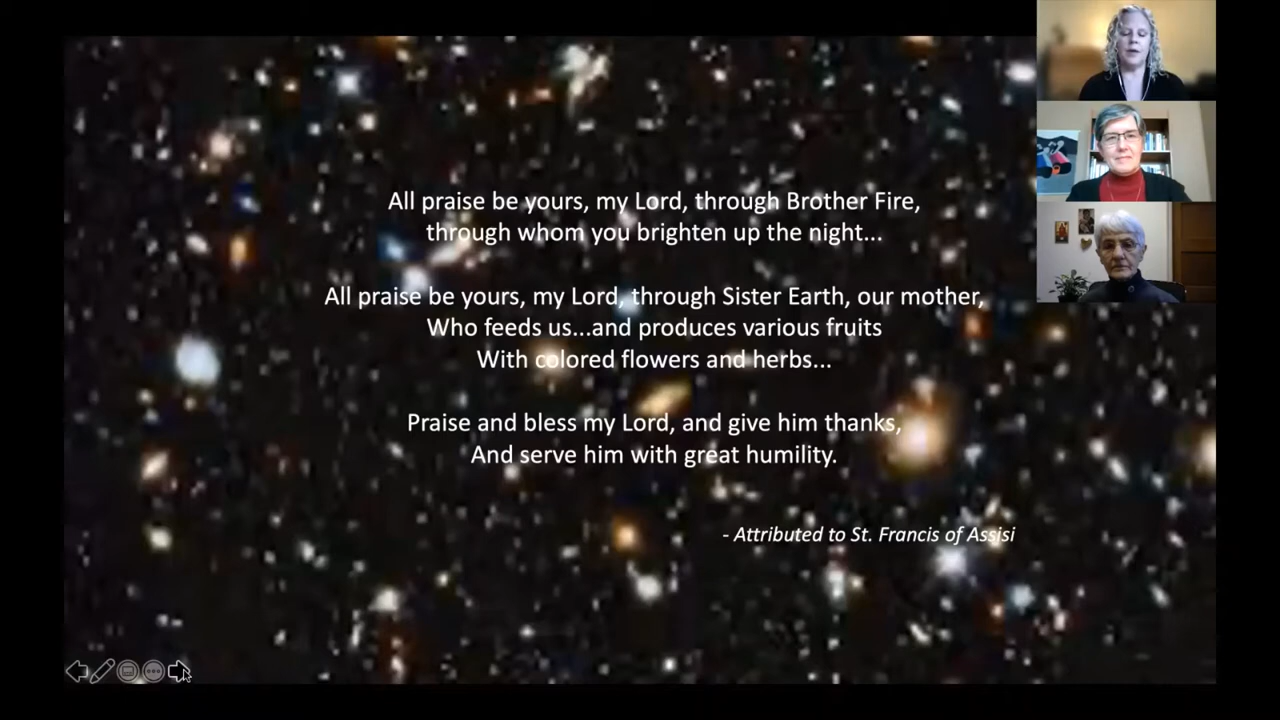 All praise be yours, my Lord, through Brother Fire,
through whom you brighten up the night...
All praise be yours, my Lord, through Sister Earth, our mother,
Who feeds us...and produces various fruits
With colored flowers and herbs...
Praise and bless my Lord, and give him thanks,
And serve him with great humility.
- Attributed to St. Francis of Assisi